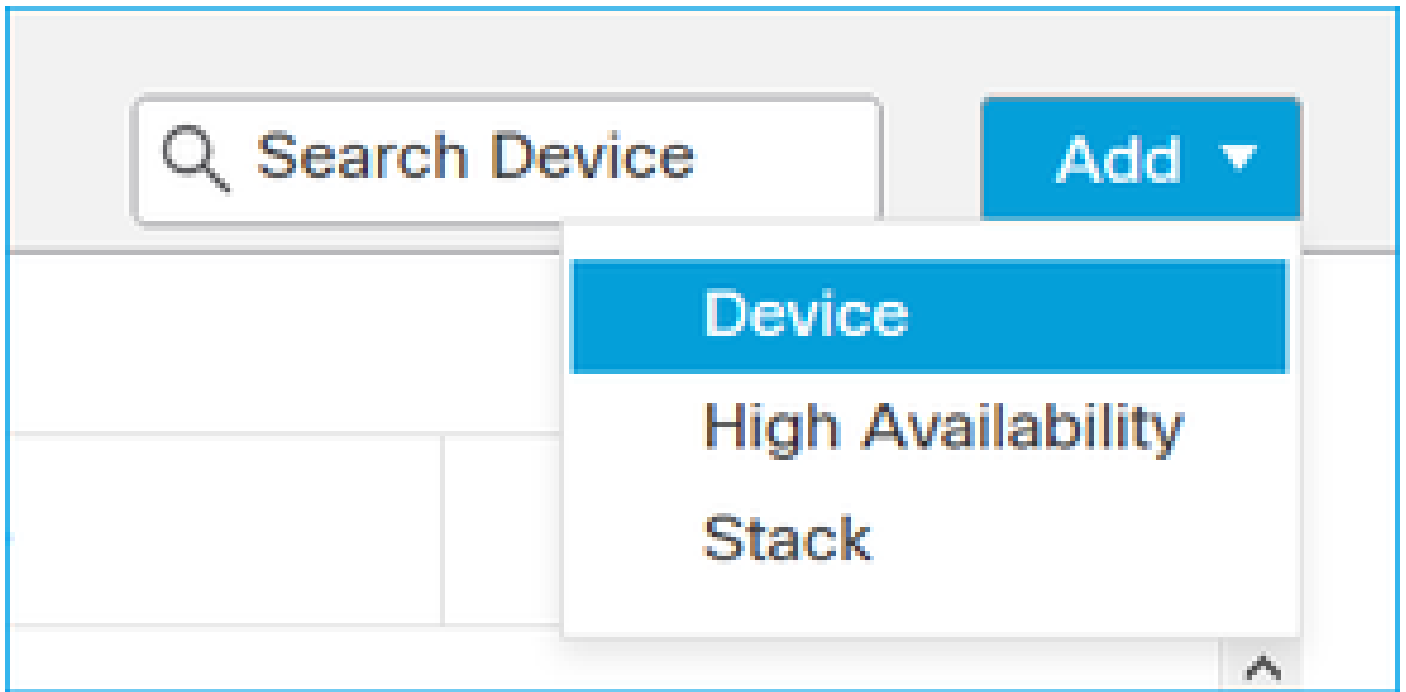 Search Device
Add
Device
High Availability
Stack